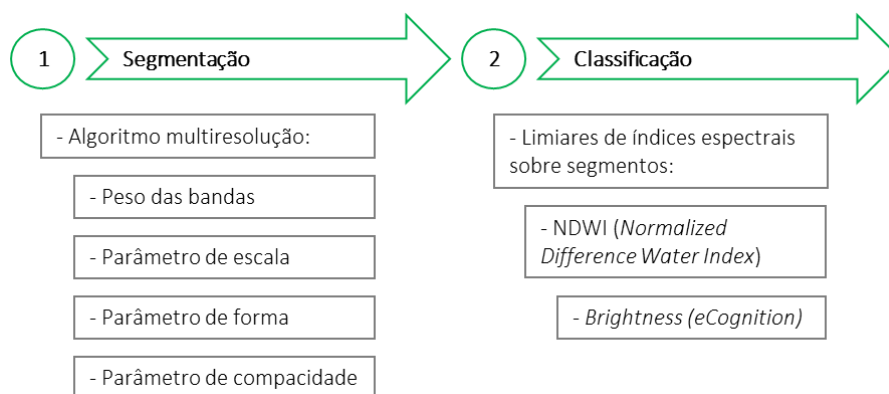 1
Segmentação
- Algoritmo multiresolução:
- Peso das bandas
- Parâmetro de escala
- Parâmetro de forma
- Parâmetro de compacidade
2
Classificação
- Limiares de índices espectrais
sobre segmentos:
- NDWI (Normalized
Difference Water Index)
- Brightness (eCognition)